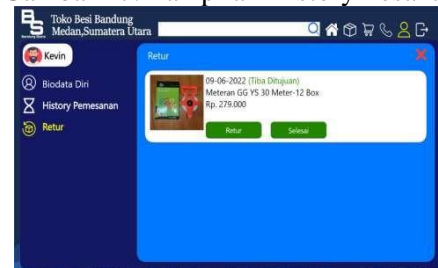 BS
Toko Besi Bandung
Medan,Sumatera Utara
Kevin
Biodata Diri
History Pemesanan
Retur
Retur
X
09-06-2022 (Tiba Ditujuan)
Meteran GG YS 30 Meter-12 Box
Rp. 279.000
Retur
Selesai